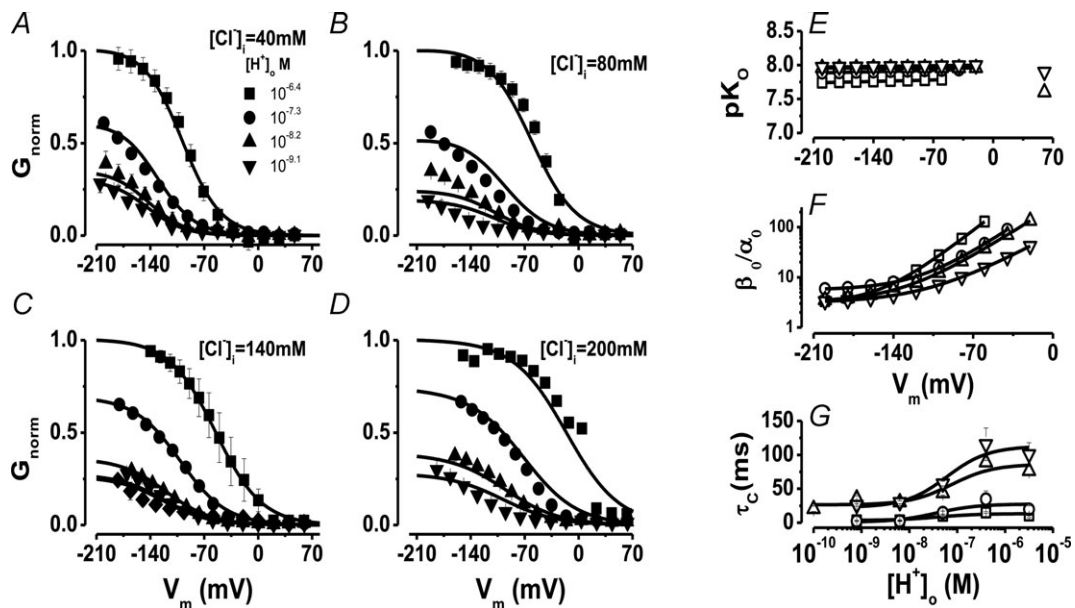 A
[Cl⁻]i=40mM
[H⁺]o M
10^-6.4
10^-7.3
10^-8.2
10^-9.1
Gnorm
1.0
0.5
0.0
-210 -140 -70 0 70
B
[Cl⁻]i=80mM
1.0
0.5
0.0
-210 -140 -70 0 70
C
[Cl⁻]i=140mM
Gnorm
1.0
0.5
0.0
-210 -140 -70 0 70
Vm (mV)
D
[Cl⁻]i=200mM
1.0
0.5
0.0
-210 -140 -70 0 70
Vm (mV)
E
pKO
8.5
8.0
7.5
7.0
-210 -140 -70 0 70
F
β0/α0
100
10
1
-210 -140 -70 0
Vm (mV)
G
τC (ms)
150
100
50
0
10^-10 10^-9 10^-8 10^-7 10^-6 10^-5
[H⁺]o (M)